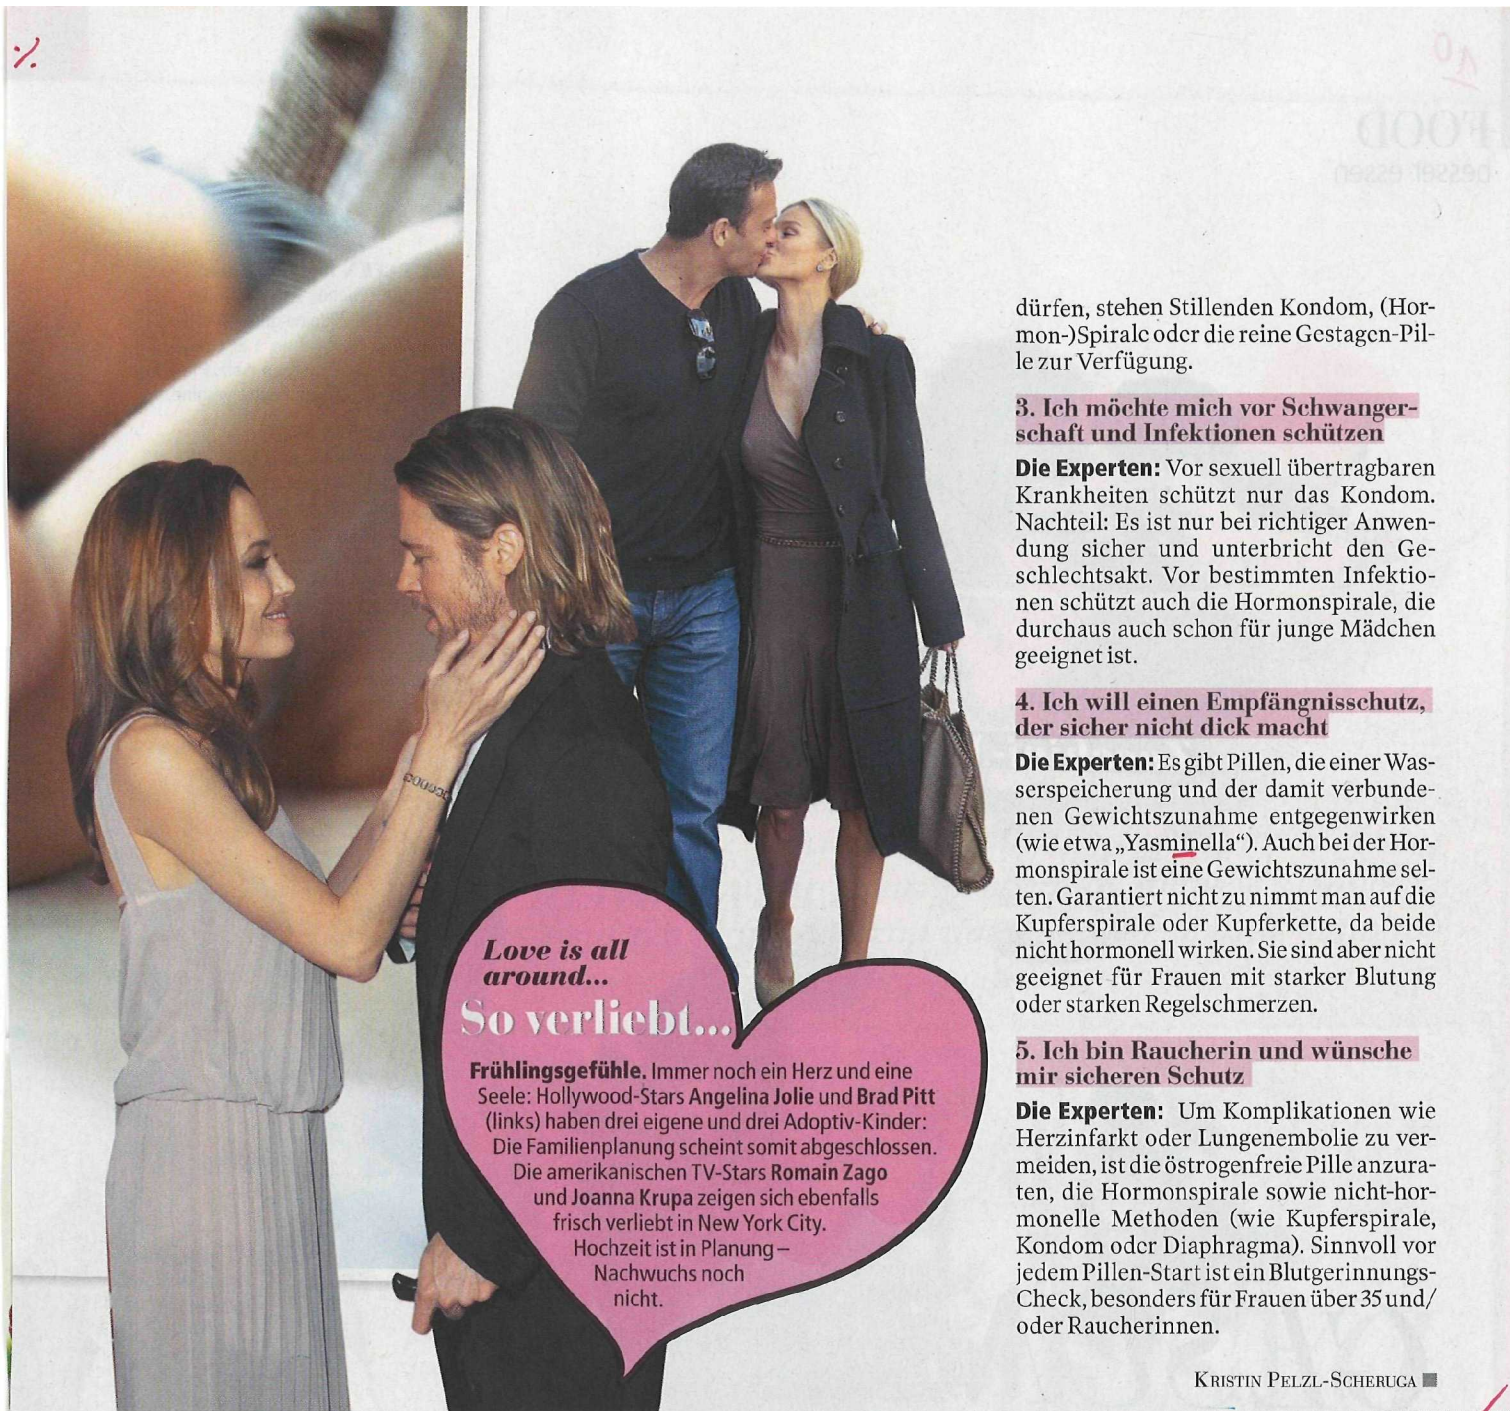 dürfen, stehen Stillenden Kondom, (Hor-
mon-)Spirale oder die reine Gestagen-Pil-
le zur Verfügung.
3. Ich möchte mich vor Schwanger-
schaft und Infektionen schützen
Die Experten: Vor sexuell übertragbaren
Krankheiten schützt nur das Kondom.
Nachteil: Es ist nur bei richtiger Anwen-
dung sicher und unterbricht den Ge-
schlechtsakt. Vor bestimmten Infektio-
nen schützt auch die Hormonspirale, die
durchaus auch schon für junge Mädchen
geeignet ist.
4. Ich will einen Empfängnisschutz,
der sicher nicht dick macht
Die Experten: Es gibt Pillen, die einer Was-
serspeicherung und der damit verbunde-
nen Gewichtszunahme entgegenwirken
(wie etwa „Yasminella“). Auch bei der Hor-
monspirale ist eine Gewichtszunahme sel-
ten. Garantiert nicht zu nimmt man auf die
Kupferspirale oder Kupferkette, da beide
nicht hormonell wirken. Sie sind aber nicht
geeignet für Frauen mit starker Blutung
oder starken Regelschmerzen.
5. Ich bin Raucherin und wünsche
mir sicheren Schutz
Die Experten: Um Komplikationen wie
Herzinfarkt oder Lungenembolie zu ver-
meiden, ist die östrogenfreie Pille anzura-
ten, die Hormonspirale sowie nicht-hor-
monelle Methoden (wie Kupferspirale,
Kondom oder Diaphragma). Sinnvoll vor
jedem Pillen-Start ist ein Blutgerinnungs-
Check, besonders für Frauen über 35 und/
oder Raucherinnen.
KRISTIN PELZL-SCHERUGA
Love is all
around...
So verliebt...
Frühlingsgefühle. Immer noch ein Herz und eine
Seele: Hollywood-Stars Angelina Jolie und Brad Pitt
(links) haben drei eigene und drei Adoptiv-Kinder:
Die Familienplanung scheint somit abgeschlossen.
Die amerikanischen TV-Stars Romain Zago
und Joanna Krupa zeigen sich ebenfalls
frisch verliebt in New York City.
Hochzeit ist in Planung –
Nachwuchs noch
nicht.
FOOD
besser essen
10